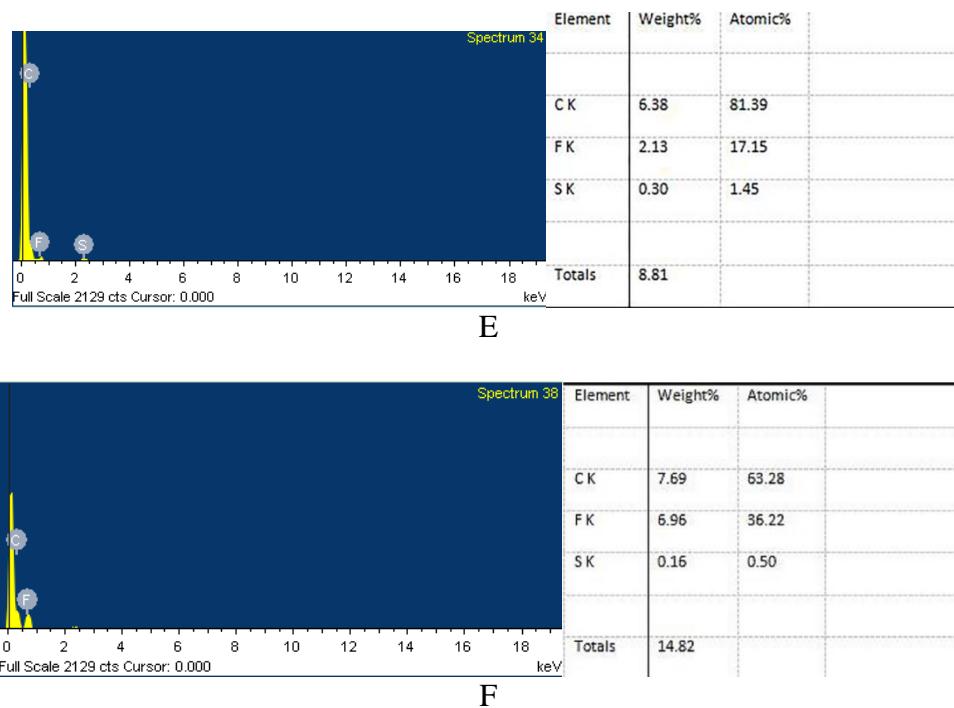 Element Weight% Atomic%
Spectrum 34
C
C K 6.38 81.39
F K 2.13 17.15
S K 0.30 1.45
F S
0 2 4 6 8 10 12 14 16 18
Totals 8.81
Full Scale 2129 cts Cursor: 0.000 keV
E
Spectrum 38
Element Weight% Atomic%
C K 7.69 63.28
F K 6.96 36.22
C
S K 0.16 0.50
F
0 2 4 6 8 10 12 14 16 18
Totals 14.82
Full Scale 2129 cts Cursor: 0.000 keV
F